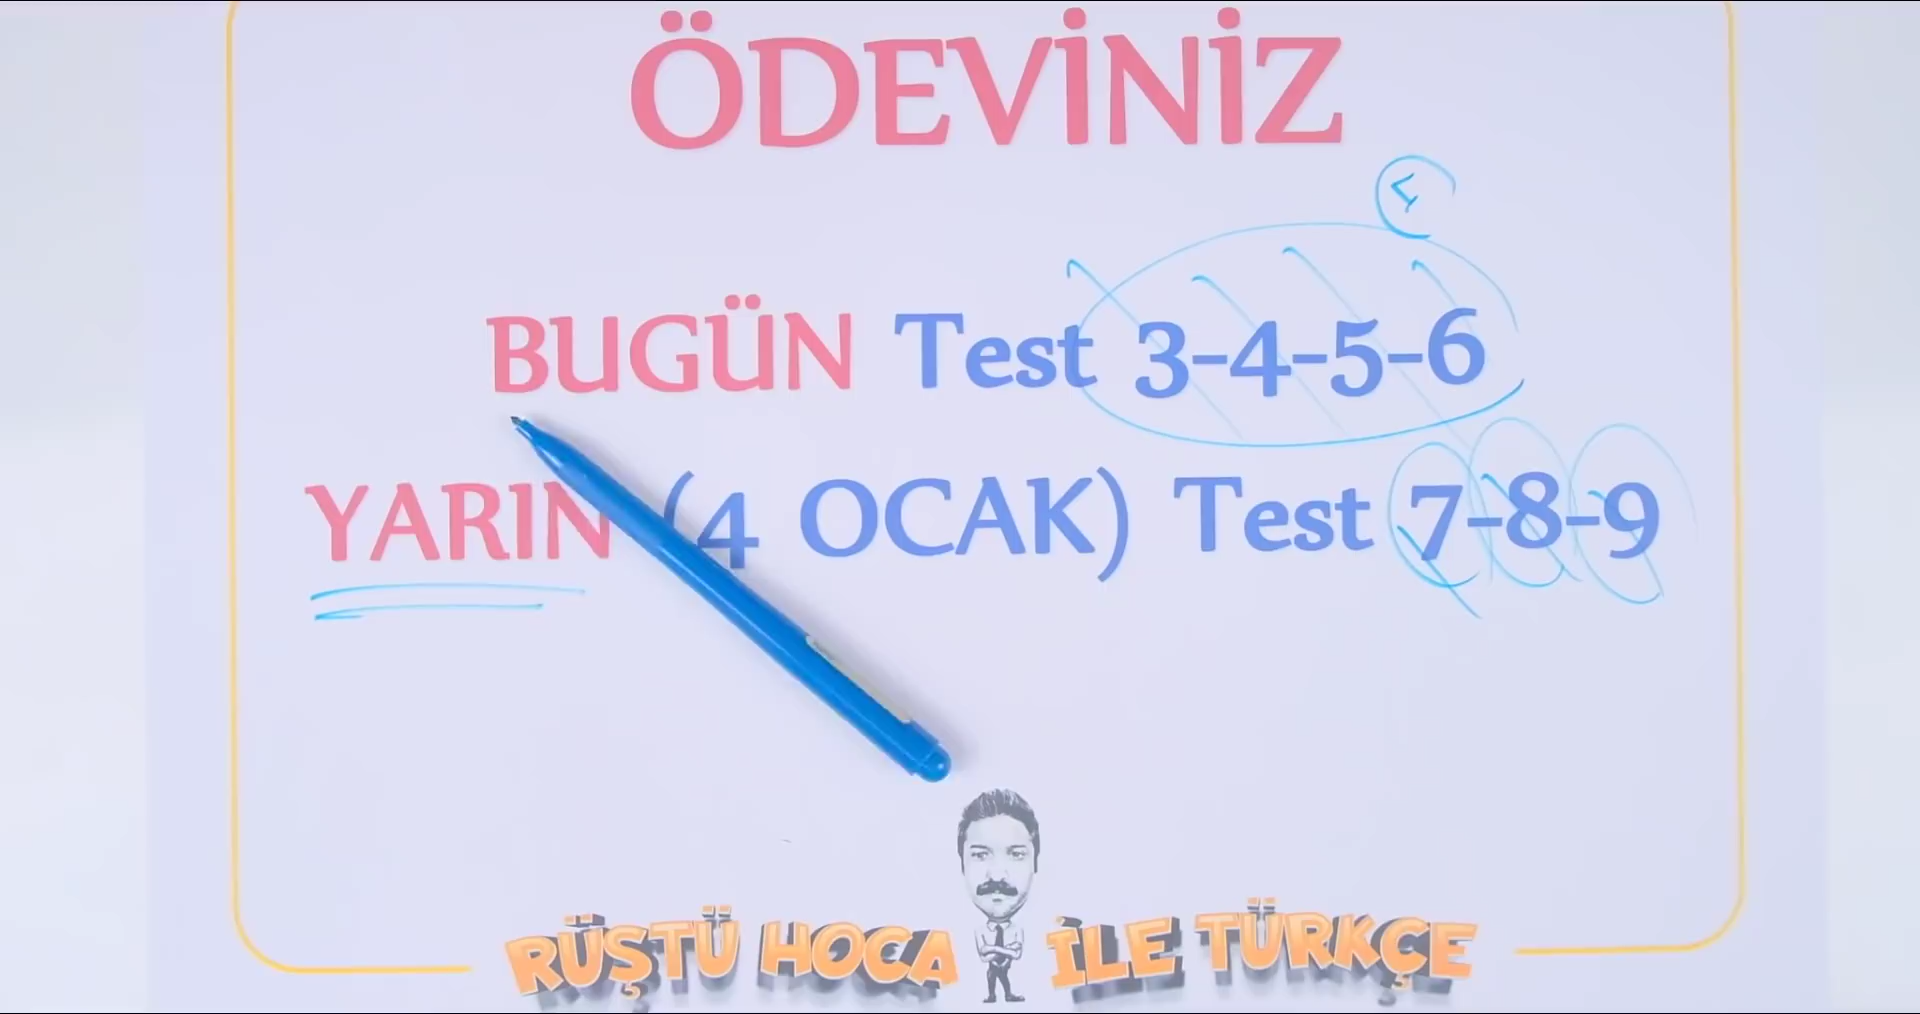 ÖDEVİNİZ
4
BUGÜN Test 3-4-5-6
YARIN (4 OCAK) Test 7-8-9
RÜŞTÜ HOCA İLE TÜRKÇE